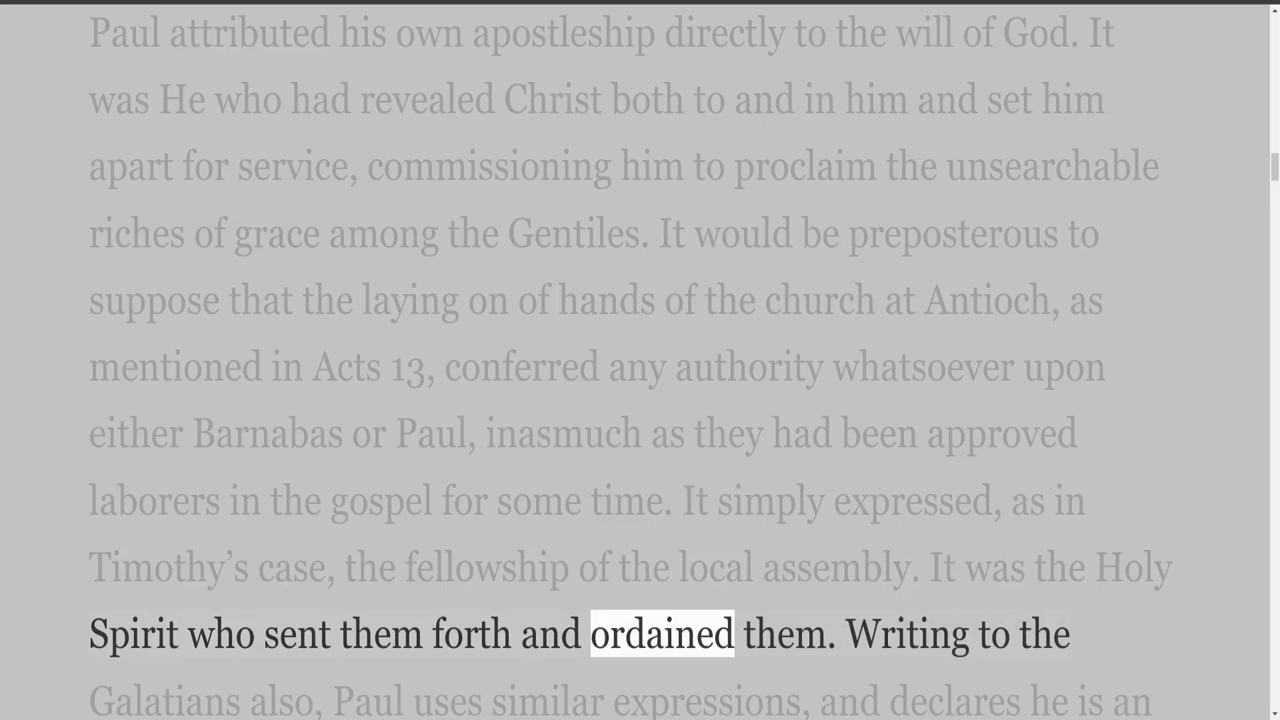 Paul attributed his own apostleship directly to the will of God. It
was He who had revealed Christ both to and in him and set him
apart for service, commissioning him to proclaim the unsearchable
riches of grace among the Gentiles. It would be preposterous to
suppose that the laying on of hands of the church at Antioch, as
mentioned in Acts 13, conferred any authority whatsoever upon
either Barnabas or Paul, inasmuch as they had been approved
laborers in the gospel for some time. It simply expressed, as in
Timothy’s case, the fellowship of the local assembly. It was the Holy
Spirit who sent them forth and ordained them. Writing to the
Galatians also, Paul uses similar expressions, and declares he is an